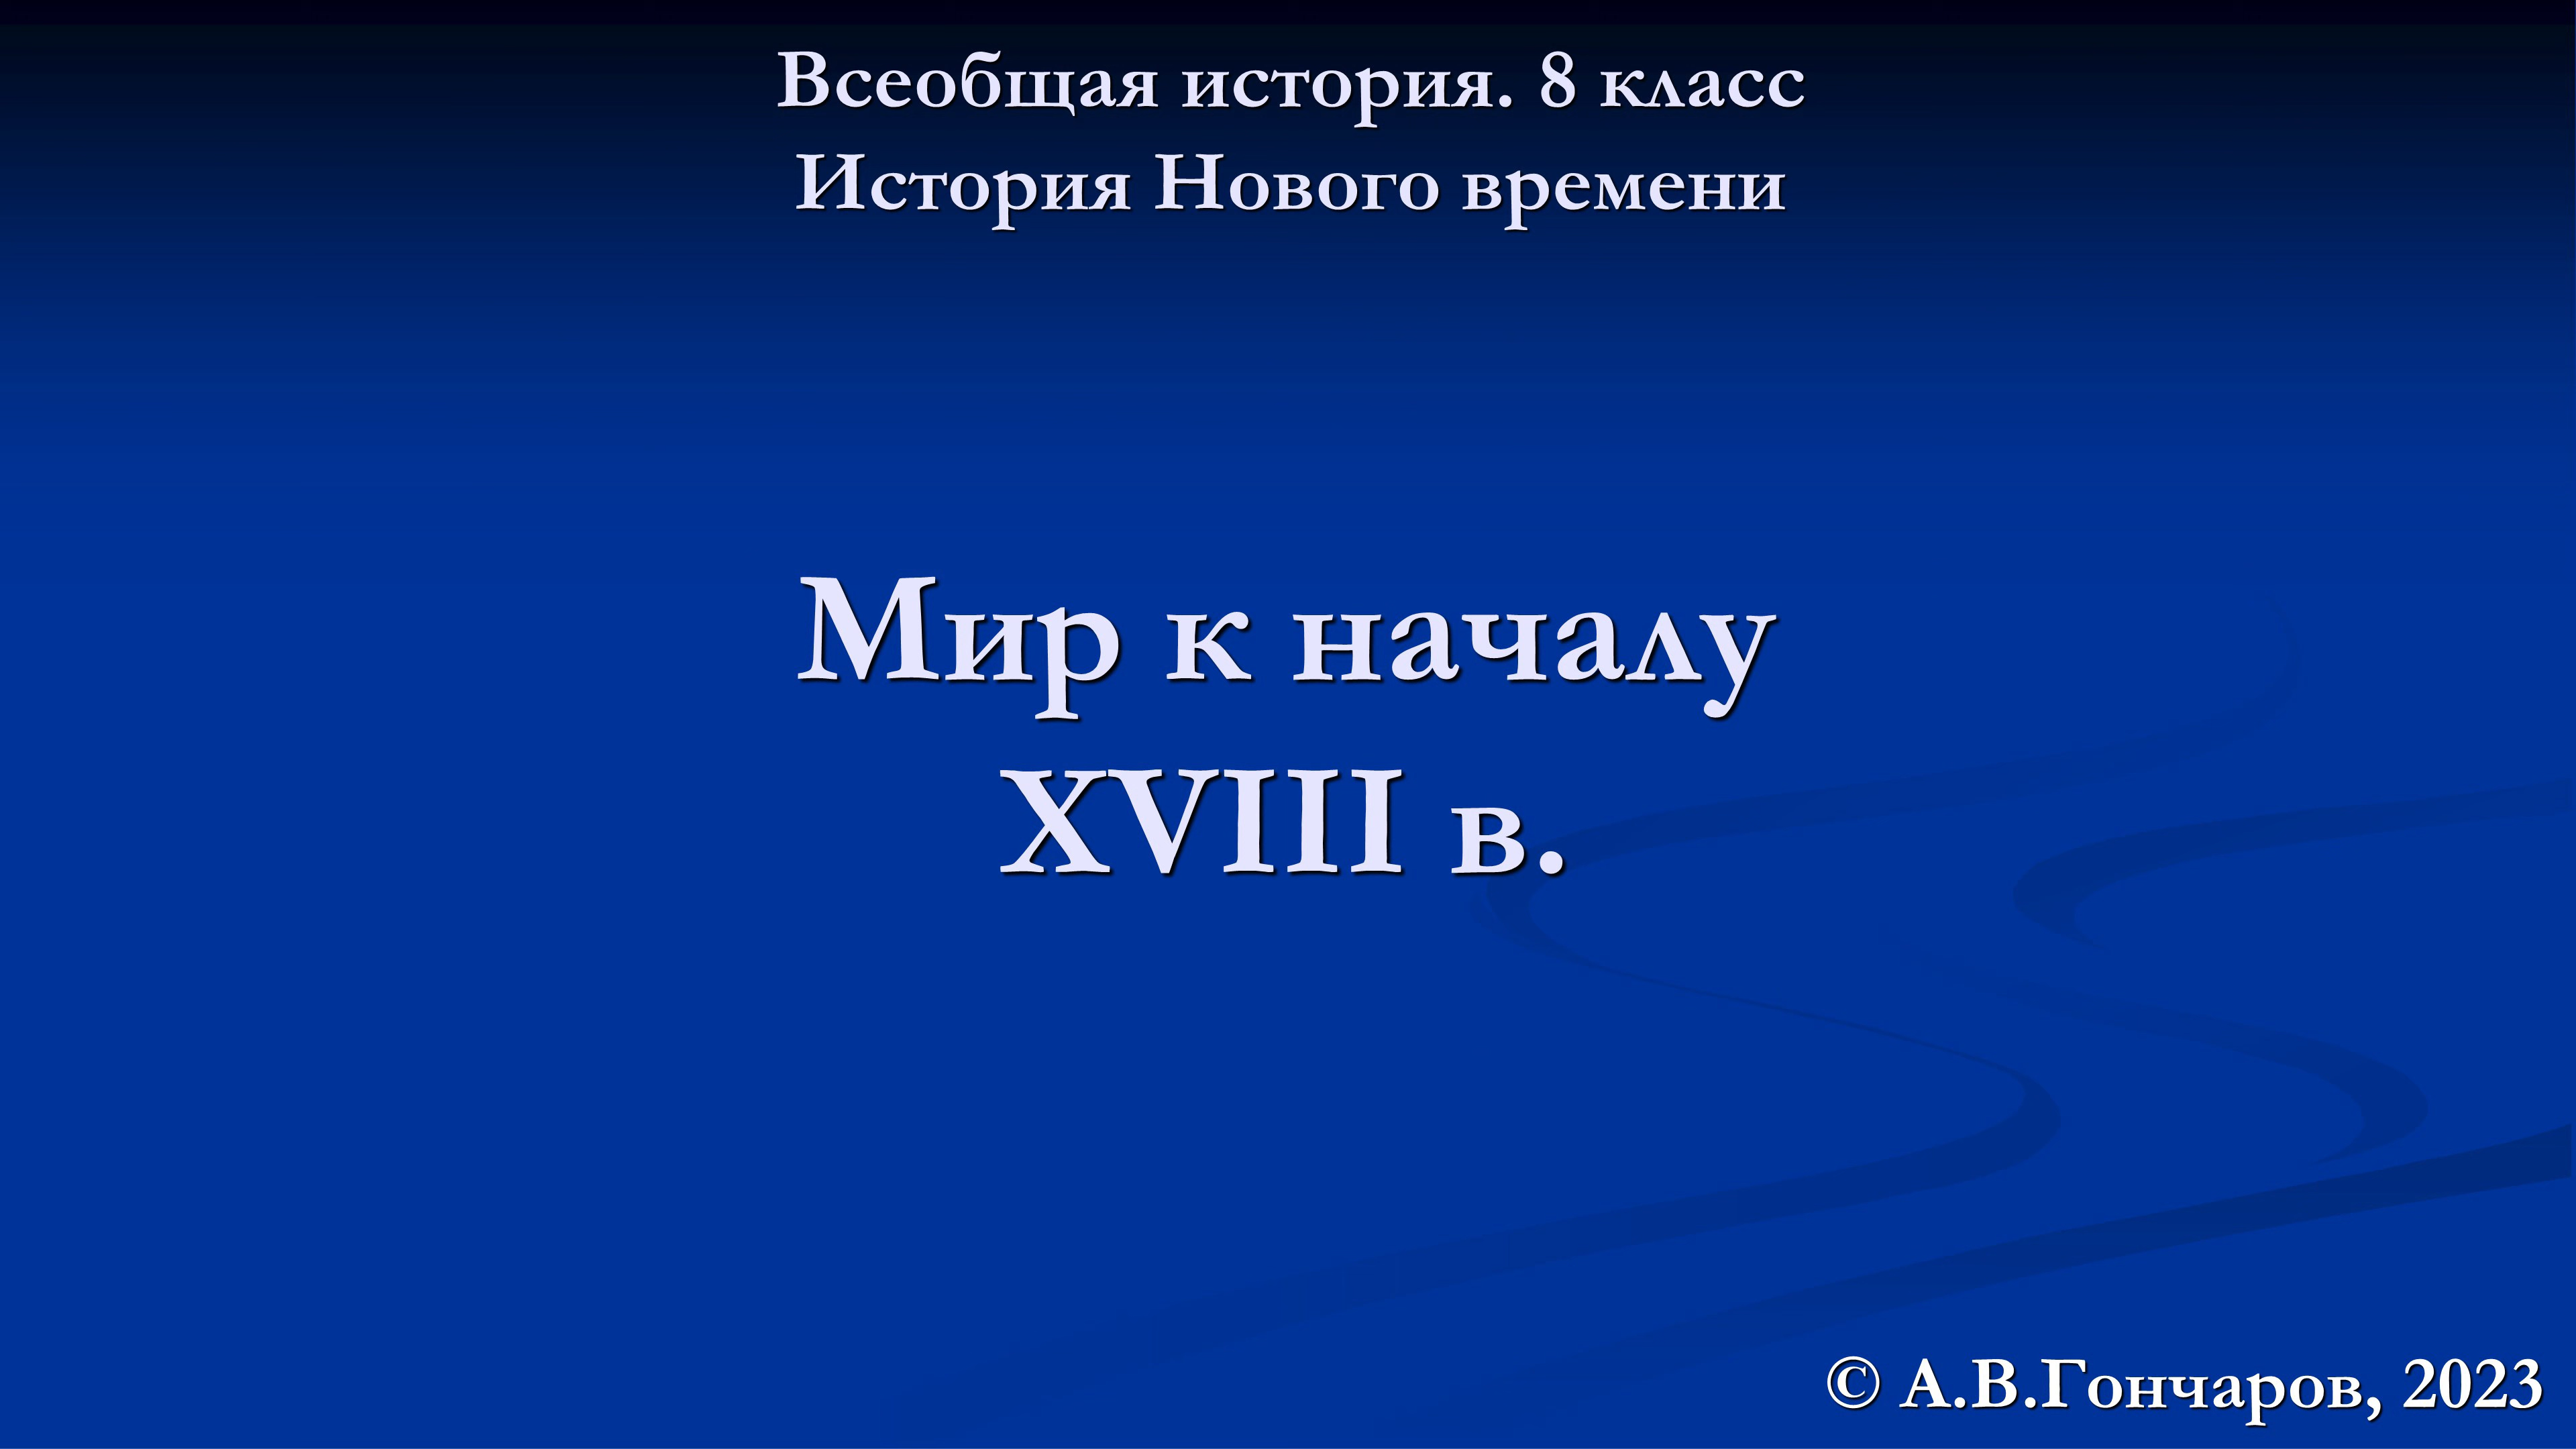 Всеобщая история. 8 класс
История Нового времени
Мир к началу
XVIII в.
© А.В.Гончаров, 2023